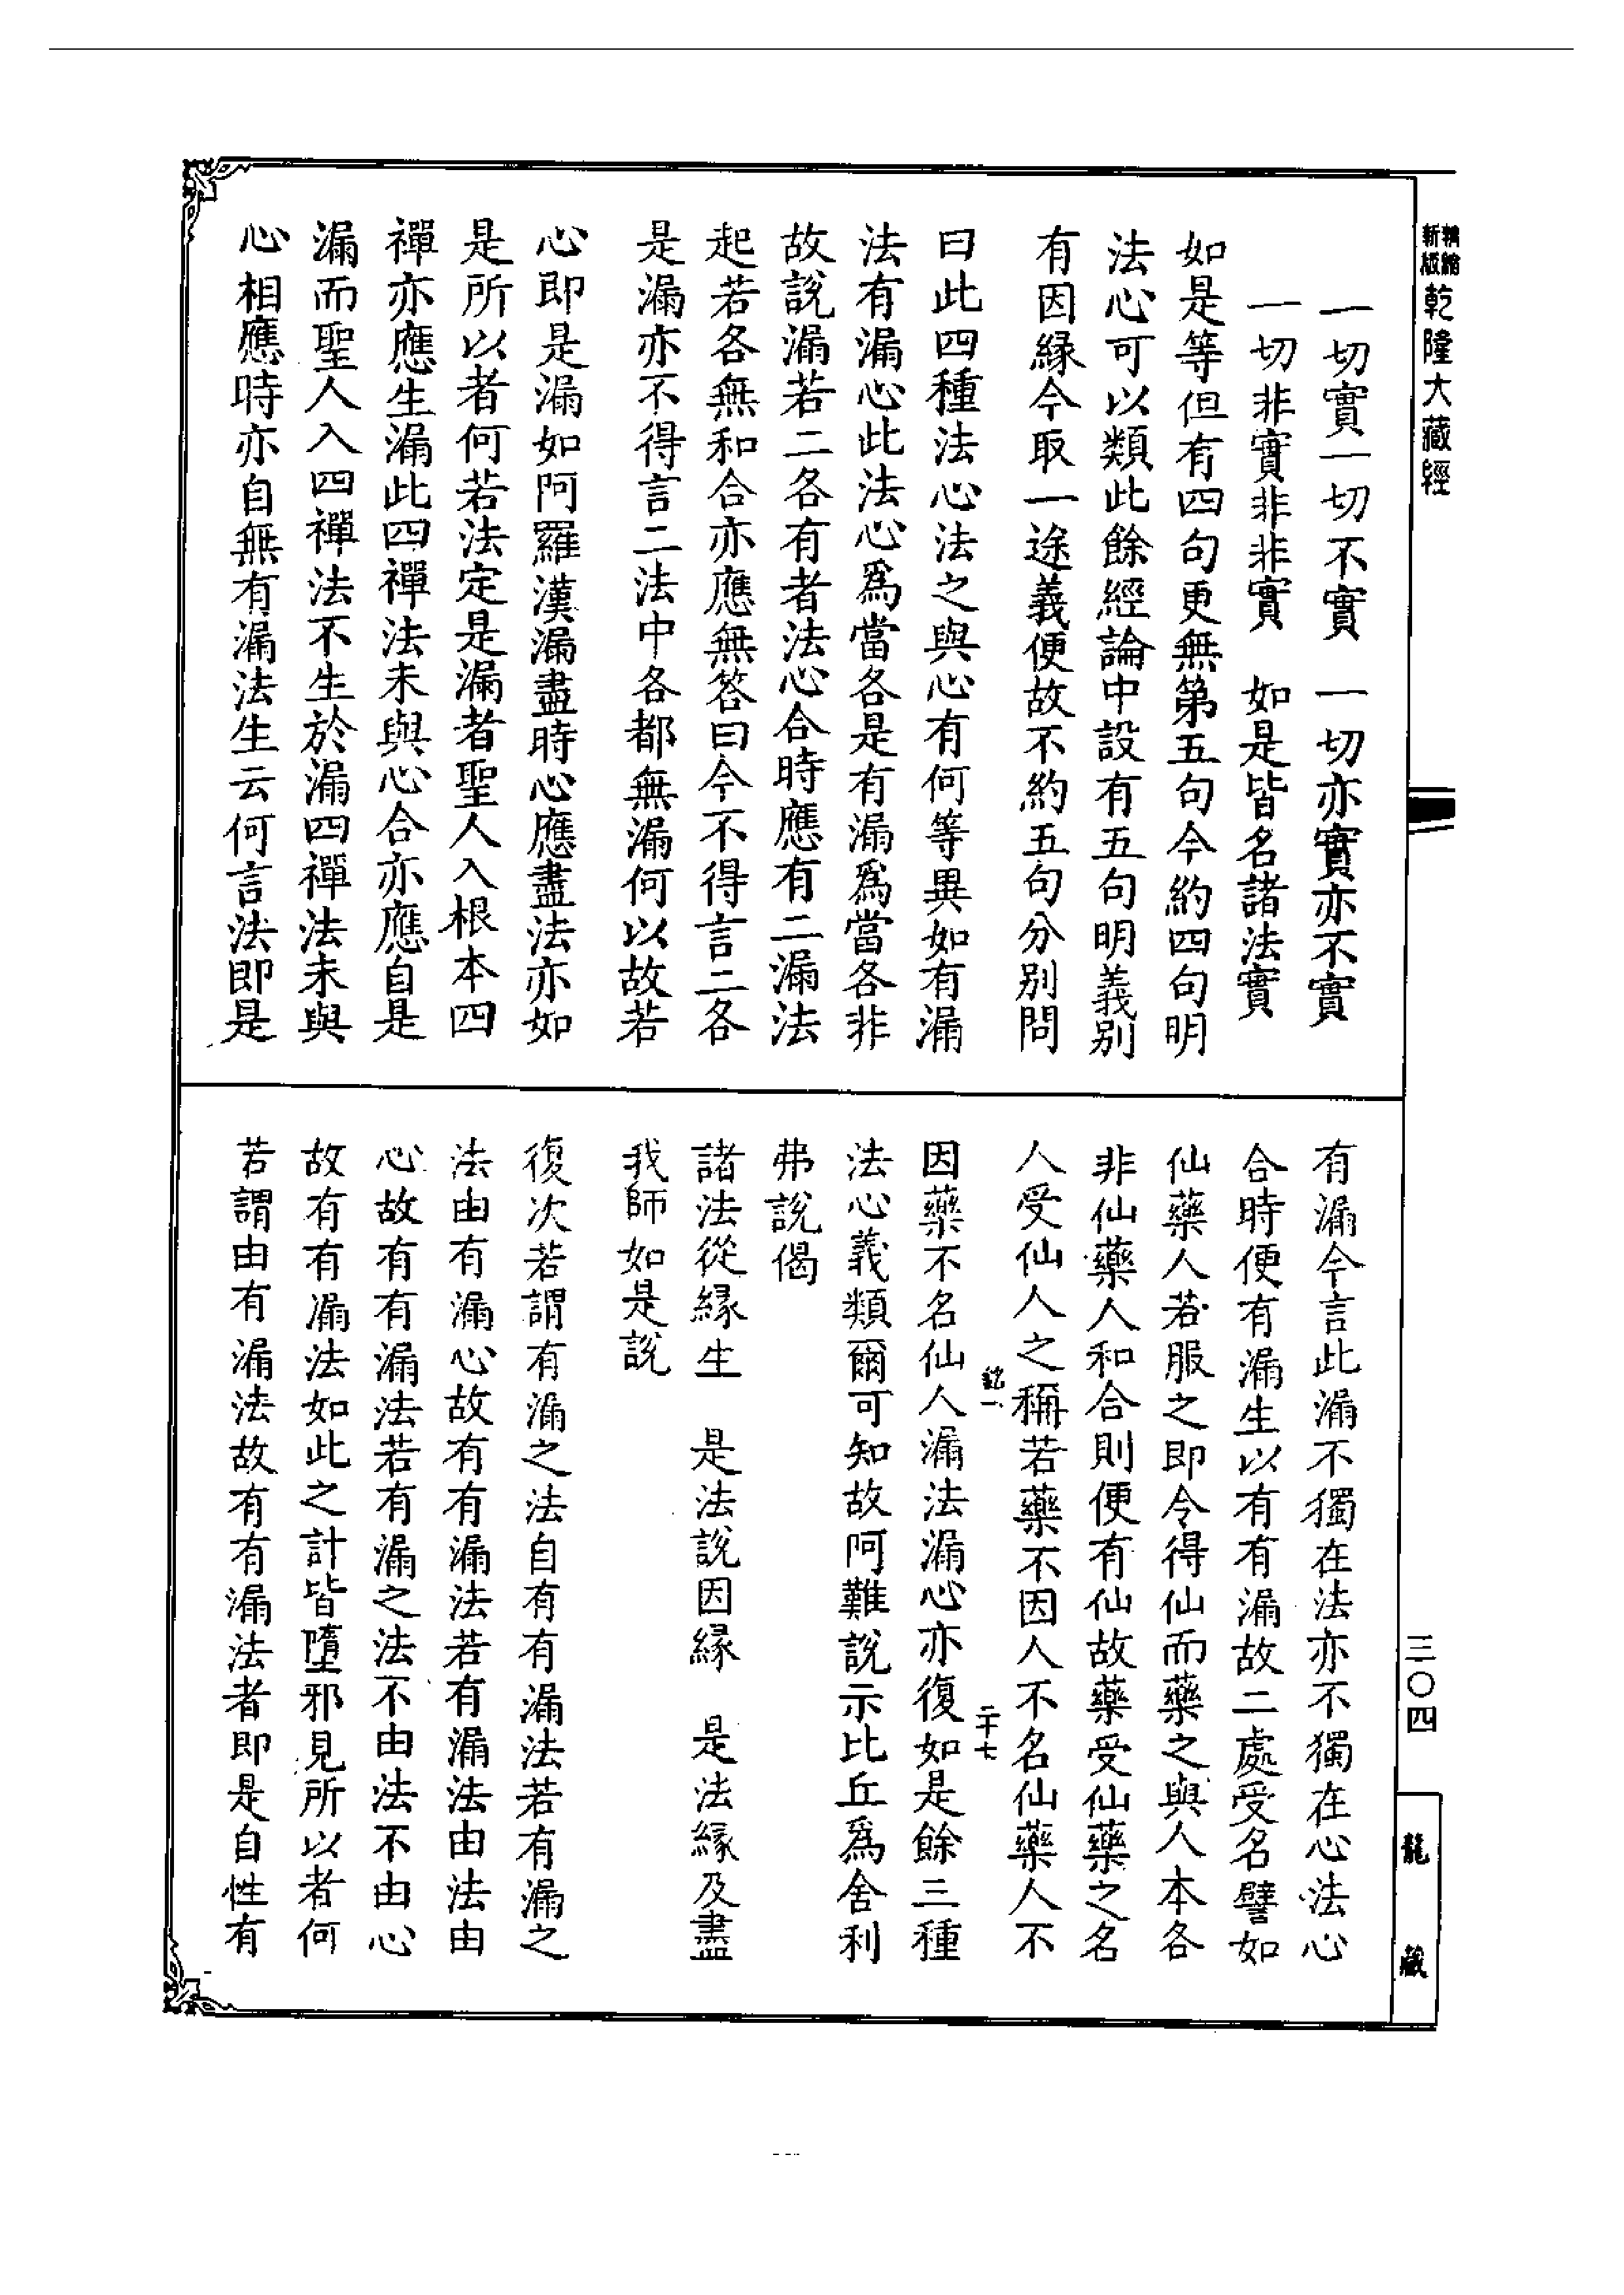 精縮新版乾隆大藏經
一切實一切不實　一切亦實亦不實
一切非實非非實　如是皆名諸法實
如是等但有四句更無第五句今約四句明
法心可以類此餘經論中設有五句明義別
有因緣今取一途義便故不約五句分別問
曰此四種法心法之與心有何等異如有漏
法有漏心此法心為當各是有漏為當各非
故說漏若二各有者法心合時應有二漏法
起若各無和合亦應無答曰今不得言二各
是漏亦不得言二法中各都無漏何以故若
心即是漏如阿羅漢漏盡時心應盡法亦如
是所以者何若法定是漏者聖人入根本四
禪亦應生漏此四禪法未與心合亦應自是
漏而聖人入四禪法不生於漏四禪法未與
心相應時亦自無有漏法生云何言法即是
三〇四
龍藏
有漏今言此漏不獨在法亦不獨在心法心
合時便有漏生以有有漏故二處受名譬如
仙藥人若服之即令得仙而藥之與人本各
非仙藥人和合則便有仙故藥受仙藥之名
人受仙人之稱若藥不因人不名仙藥人不
銘一　二十七
因藥不名仙人漏法漏心亦復如是餘三種
法心義類爾可知故阿難說示比丘為舍利
弗說偈
諸法從緣生　是法說因緣　是法緣及盡
我師如是說
復次若謂有漏之法自有有漏法若有漏之
法由有漏心故有有漏法若有漏法由法由
心故有有漏法若有漏之法不由法不由心
故有有漏法如此之計皆墮邪見所以者何
若謂由有漏法故有有漏法者即是自性有